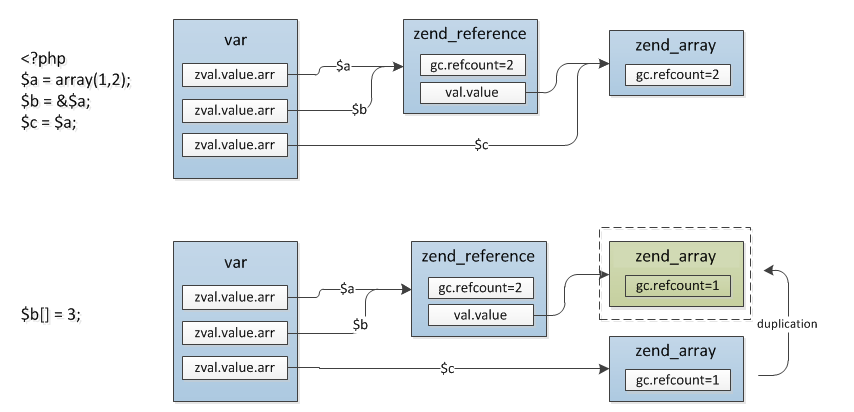 <?php
$a = array(1,2);
$b = &$a;
$c = $a;
var
zval.value.arr
zval.value.arr
zval.value.arr
$a
$b
$c
zend_reference
gc.refcount=2
val.value
zend_array
gc.refcount=2
$b[] = 3;
var
zval.value.arr
zval.value.arr
zval.value.arr
$a
$b
$c
zend_reference
gc.refcount=2
val.value
zend_array
gc.refcount=1
duplication
zend_array
gc.refcount=1